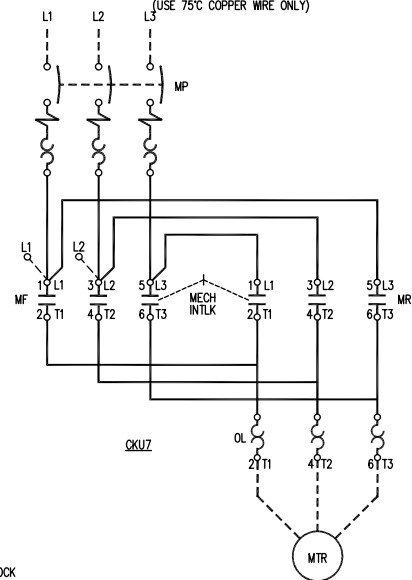 (USE 75°C COPPER WIRE ONLY)
L1 L2 L3
MP
L1 L2
1 L1 3 L2 5 L3 1 L1 3 L2 5 L3
MF MECH MR
INTLK
2 T1 4 T2 6 T3 2 T1 4 T2 6 T3
CKU7
OL
2 T1 4 T2 6 T3
MTR
OCK